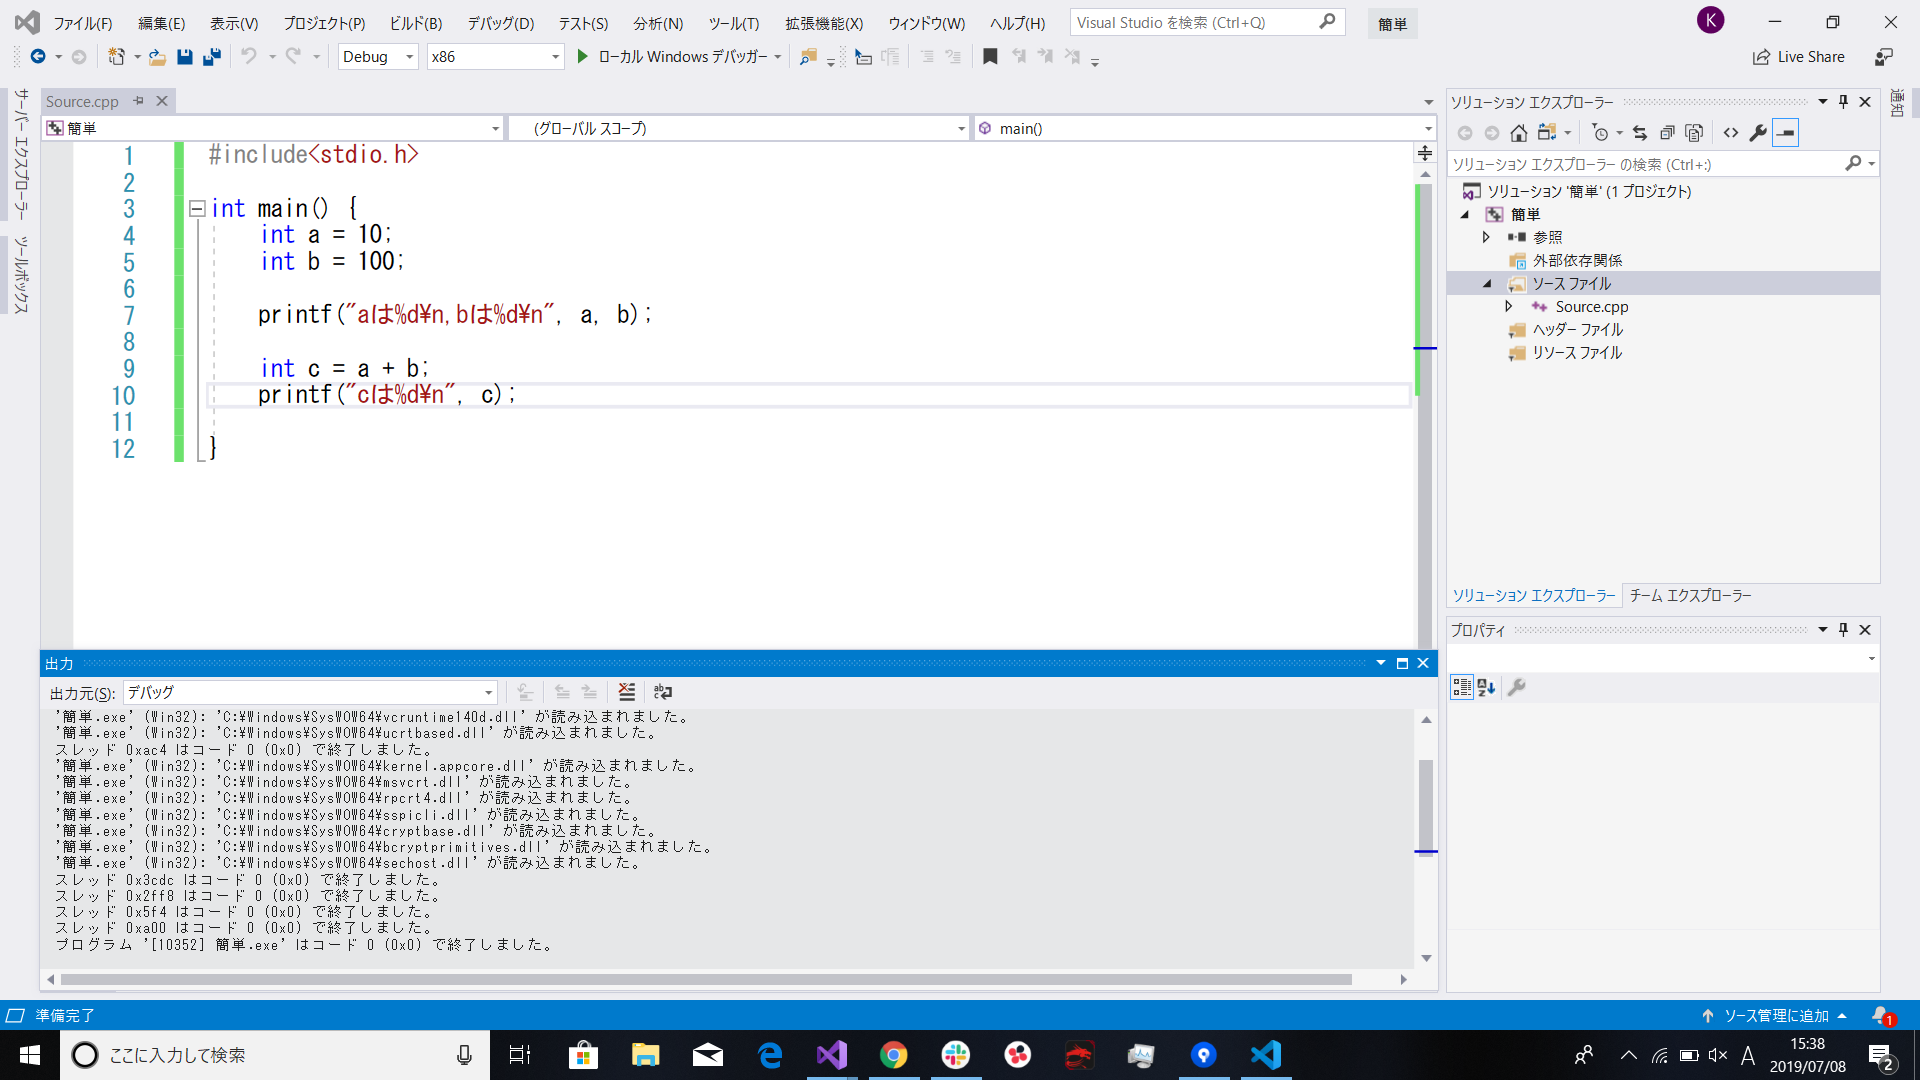 ファイル(F) 編集(E) 表示(V) プロジェクト(P) ビルド(B) デバッグ(D) テスト(S) 分析(N) ツール(T) 拡張機能(X) ウィンドウ(W) ヘルプ(H) Visual Studio を検索 (Ctrl+Q) 簡単 K
Debug x86 ローカル Windows デバッガー Live Share
サーバー エクスプローラー
ツールボックス
Source.cpp
簡単 (グローバル スコープ) main()
1 #include<stdio.h>
2
3 int main() {
4 int a = 10;
5 int b = 100;
6
7 printf("aは%d¥n,bは%d¥n", a, b);
8
9 int c = a + b;
10 printf("cは%d¥n", c);
11
12 }
出力
出力元(S): デバッグ
'簡単.exe' (Win32): 'C:¥Windows¥SysWOW64¥vcruntime140d.dll' が読み込まれました。
'簡単.exe' (Win32): 'C:¥Windows¥SysWOW64¥ucrtbased.dll' が読み込まれました。
スレッド 0xac4 はコード 0 (0x0) で終了しました。
'簡単.exe' (Win32): 'C:¥Windows¥SysWOW64¥kernel.appcore.dll' が読み込まれました。
'簡単.exe' (Win32): 'C:¥Windows¥SysWOW64¥msvcrt.dll' が読み込まれました。
'簡単.exe' (Win32): 'C:¥Windows¥SysWOW64¥rpcrt4.dll' が読み込まれました。
'簡単.exe' (Win32): 'C:¥Windows¥SysWOW64¥sspicli.dll' が読み込まれました。
'簡単.exe' (Win32): 'C:¥Windows¥SysWOW64¥cryptbase.dll' が読み込まれました。
'簡単.exe' (Win32): 'C:¥Windows¥SysWOW64¥bcryptprimitives.dll' が読み込まれました。
'簡単.exe' (Win32): 'C:¥Windows¥SysWOW64¥sechost.dll' が読み込まれました。
スレッド 0x3cdc はコード 0 (0x0) で終了しました。
スレッド 0x2ff8 はコード 0 (0x0) で終了しました。
スレッド 0x5f4 はコード 0 (0x0) で終了しました。
スレッド 0xa00 はコード 0 (0x0) で終了しました。
プログラム '[10352] 簡単.exe' はコード 0 (0x0) で終了しました。
ソリューション エクスプローラー
ソリューション エクスプローラー の検索 (Ctrl+:)
ソリューション '簡単' (1 プロジェクト)
簡単
参照
外部依存関係
ソース ファイル
Source.cpp
ヘッダー ファイル
リソース ファイル
ソリューション エクスプローラー チーム エクスプローラー
プロパティ
通知
準備完了 ソース管理に追加 1
ここに入力して検索 A 15:38
2019/07/08 2